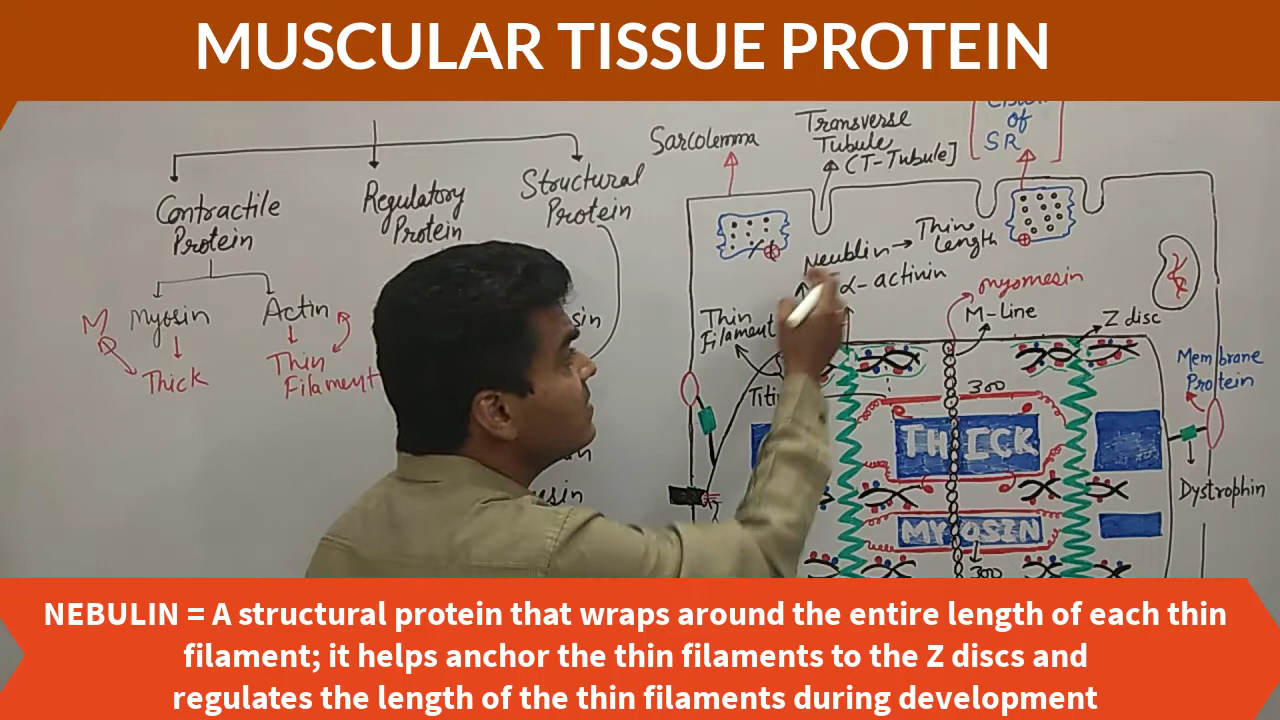 MUSCULAR TISSUE PROTEIN
Contractile
Protein
Myosin
Thick
Actin
Thin
Filament
Regulatory
Protein
Structural
Protein
Sarcolemma
Transverse
Tubule
(T-Tubule]
of
SR
Neublin → Thine
Length
α-actinin
Thin
Filament
myomesin
M-line
Z disc
Membrane
Protein
300
THICK
Dystrophin
MYOSIN
300
NEBULIN = A structural protein that wraps around the entire length of each thin
filament; it helps anchor the thin filaments to the Z discs and
regulates the length of the thin filaments during development